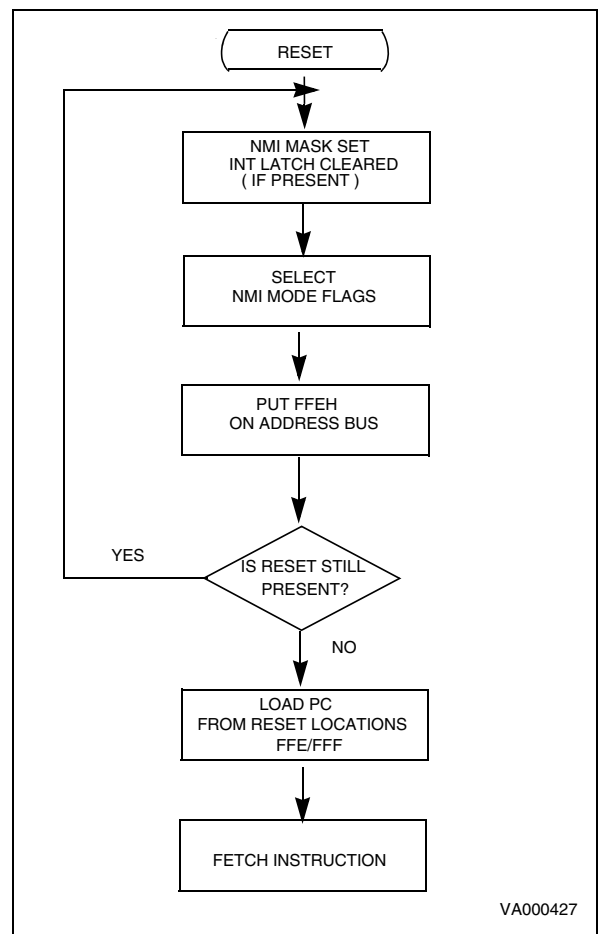 RESET
NMI MASK SET
INT LATCH CLEARED
( IF PRESENT )
SELECT
NMI MODE FLAGS
PUT FFEH
ON ADDRESS BUS
YES
IS RESET STILL
PRESENT?
NO
LOAD PC
FROM RESET LOCATIONS
FFE/FFF
FETCH INSTRUCTION
VA000427